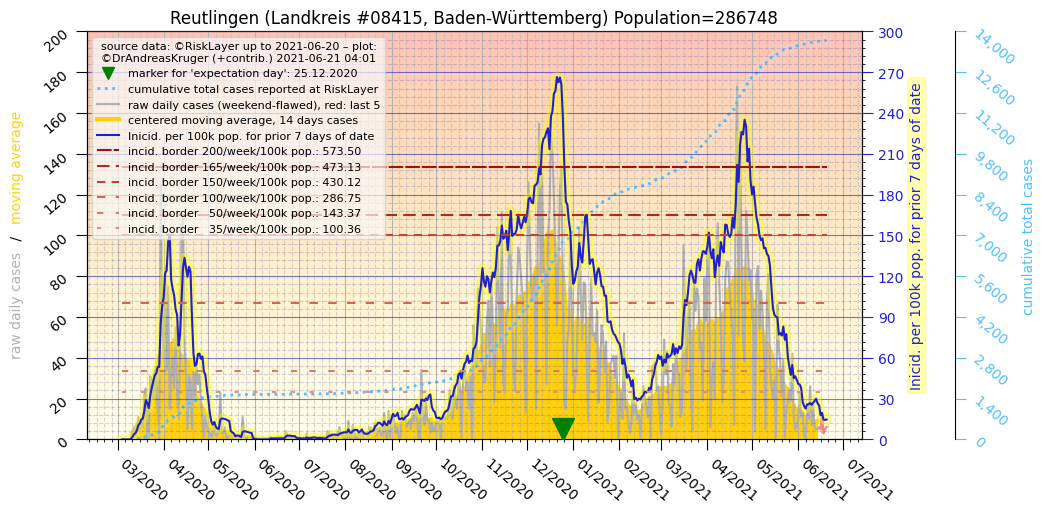 Reutlingen (Landkreis #08415, Baden-Württemberg) Population=286748
source data: ©RiskLayer up to 2021-06-20 – plot:
©DrAndreasKruger (+contrib.) 2021-06-21 04:01
marker for 'expectation day': 25.12.2020
cumulative total cases reported at RiskLayer
raw daily cases (weekend-flawed), red: last 5
centered moving average, 14 days cases
Inicid. per 100k pop. for prior 7 days of date
incid. border 200/week/100k pop.: 573.50
incid. border 165/week/100k pop.: 473.13
incid. border 150/week/100k pop.: 430.12
incid. border 100/week/100k pop.: 286.75
incid. border 50/week/100k pop.: 143.37
incid. border 35/week/100k pop.: 100.36
raw daily cases / moving average
200
180
160
140
120
100
80
60
40
20
0
300
270
240
210
180
150
120
90
60
30
0
Inicid. per 100k pop. for prior 7 days of date
14,000
12,600
11,200
9,800
8,400
7,000
5,600
4,200
2,800
1,400
0
cumulative total cases
03/2020
04/2020
05/2020
06/2020
07/2020
08/2020
09/2020
10/2020
11/2020
12/2020
01/2021
02/2021
03/2021
04/2021
05/2021
06/2021
07/2021